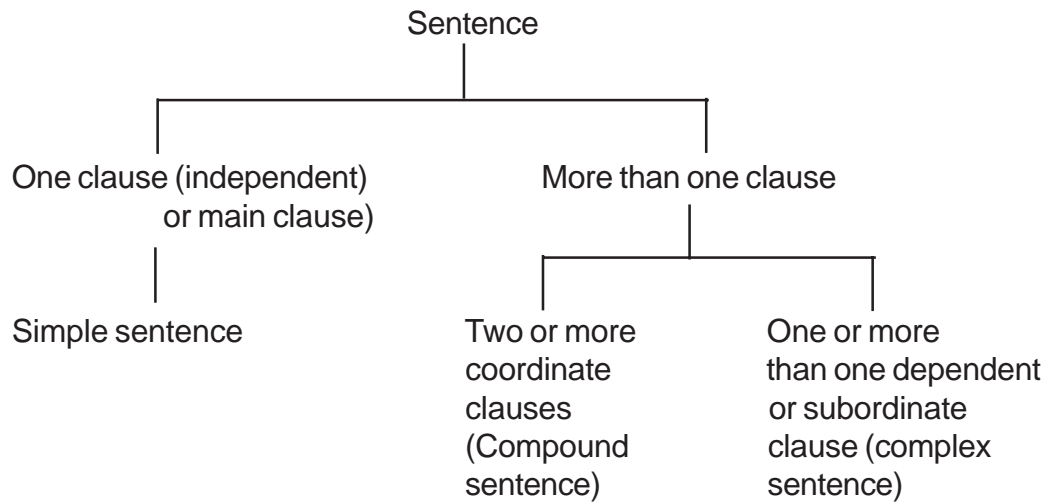 Sentence
One clause (independent)
or main clause)
More than one clause
Simple sentence
Two or more
coordinate
clauses
(Compound
sentence)
One or more
than one dependent
or subordinate
clause (complex
sentence)